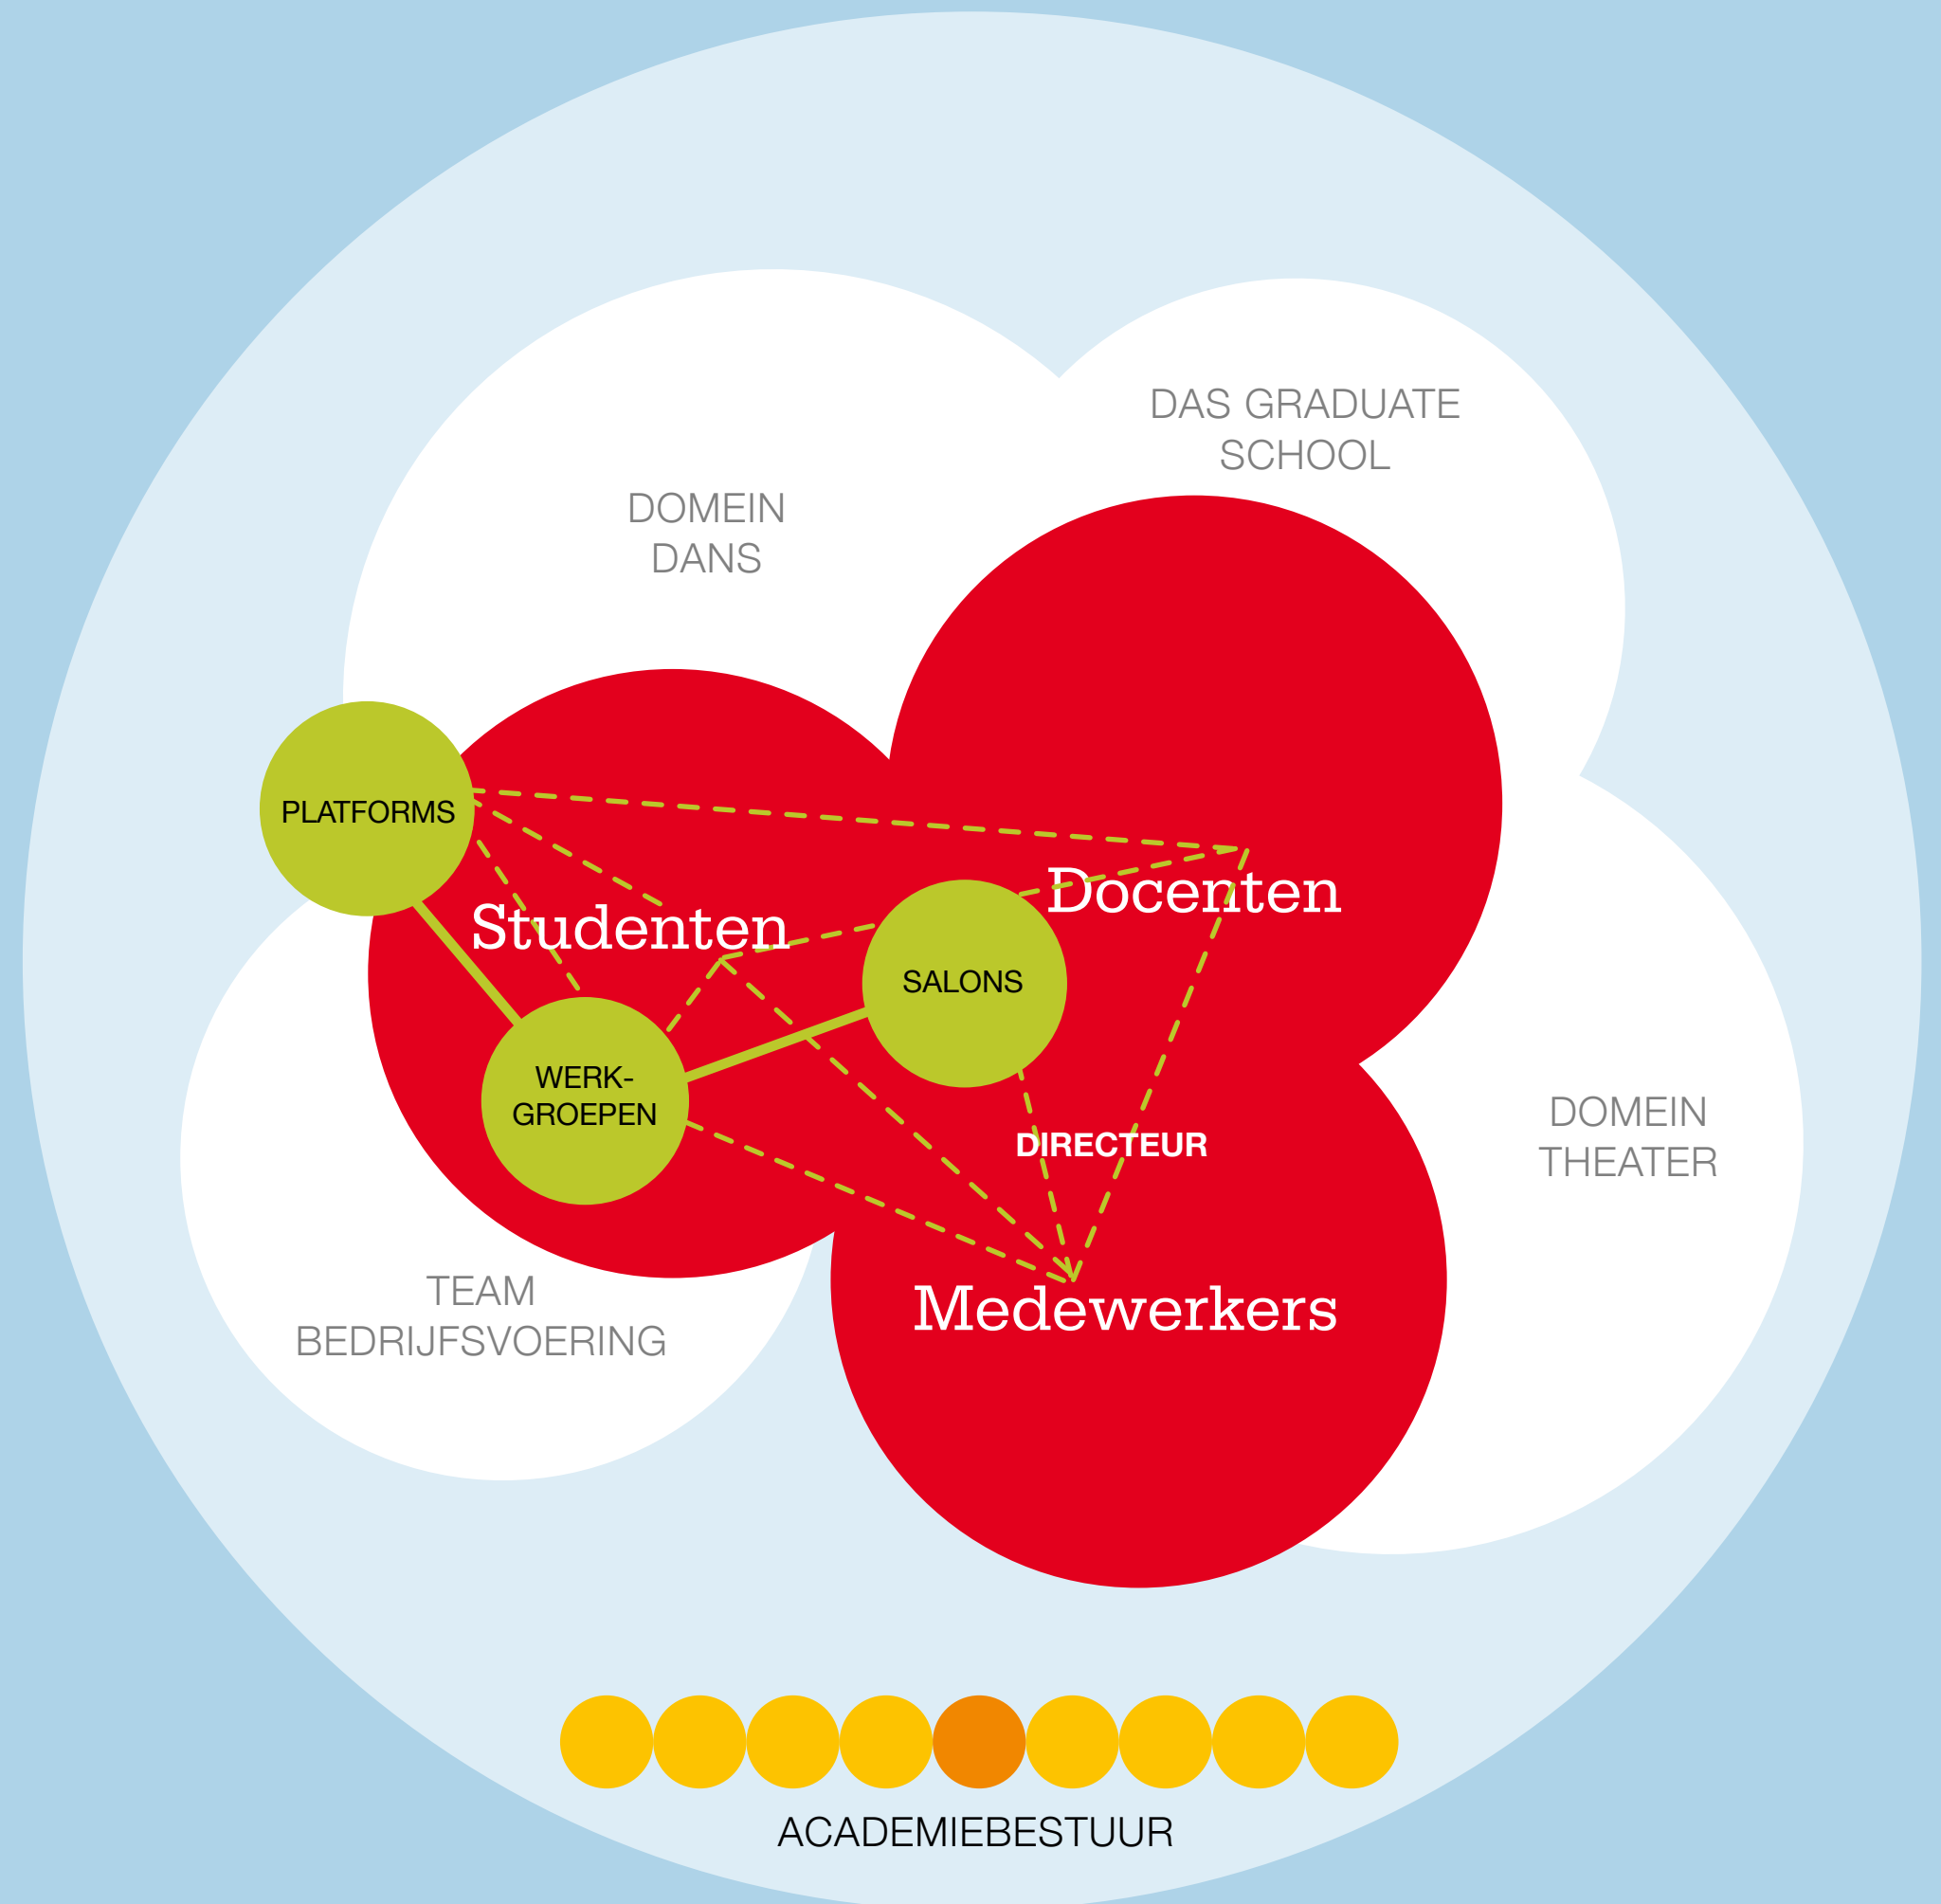 DAS GRADUATE
SCHOOL
DOMEIN
DANS
PLATFORMS
Docenten
Studenten
SALONS
WERK-
GROEPEN
DIRECTEUR
DOMEIN
THEATER
TEAM
BEDRIJFSVOERING
Medewerkers
ACADEMIEBESTUUR